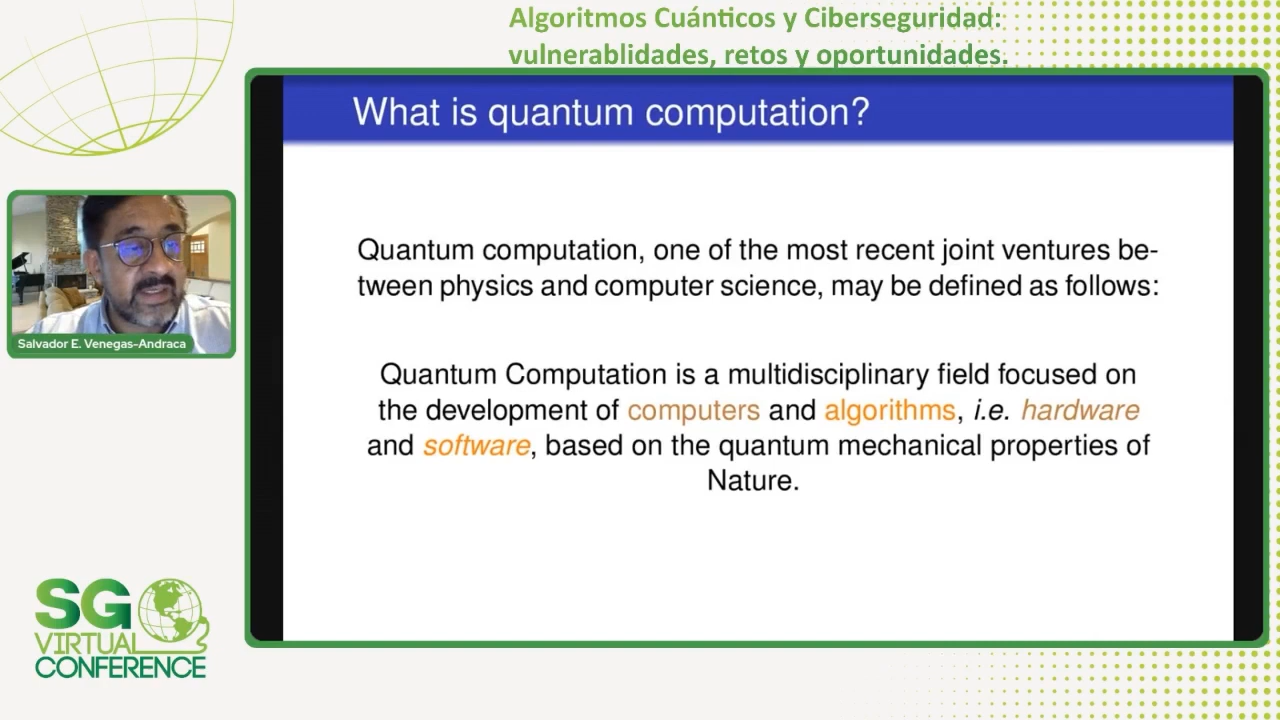 Algoritmos Cuánticos y Ciberseguridad:
vulnerablidades, retos y oportunidades.
What is quantum computation?
Quantum computation, one of the most recent joint ventures be-
tween physics and computer science, may be defined as follows:
Quantum Computation is a multidisciplinary field focused on
the development of computers and algorithms, i.e. hardware
and software, based on the quantum mechanical properties of
Nature.
Salvador E. Venegas-Andraca
SG
VIRTUAL
CONFERENCE